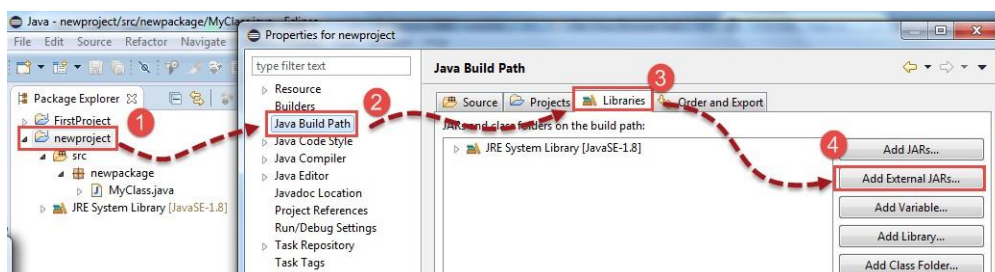 Java - newproject/src/newpackage/MyClass.java - Eclipse
File Edit Source Refactor Navigate
Package Explorer
FirstProject
1
newproject
src
newpackage
MyClass.java
JRE System Library [JavaSE-1.8]
Properties for newproject
type filter text
Resource
Builders
2
Java Build Path
Java Code Style
Java Compiler
Java Editor
Javadoc Location
Project References
Run/Debug Settings
Task Repository
Task Tags
Java Build Path
3
Source Projects Libraries Order and Export
JARs and class folders on the build path:
JRE System Library [JavaSE-1.8]
4
Add JARs...
Add External JARs...
Add Variable...
Add Library...
Add Class Folder...